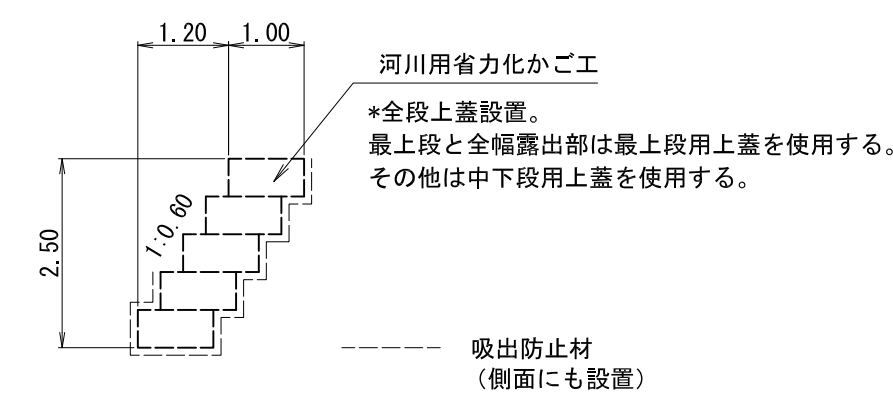 1.20
1.00
河川用省力化かご工
*全段上蓋設置。
最上段と全幅露出部は最上段用上蓋を使用する。
その他は中下段用上蓋を使用する。
1:0.60
2.50
吸出防止材
（側面にも設置）